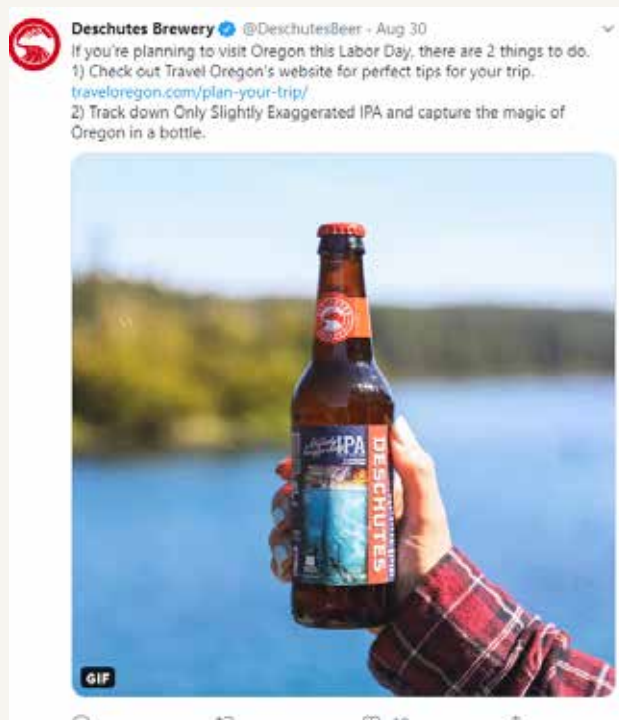 Deschutes Brewery @DeschutesBeer - Aug 30
If you're planning to visit Oregon this Labor Day, there are 2 things to do.
1) Check out Travel Oregon's website for perfect tips for your trip.
traveloregon.com/plan-your-trip/
2) Track down Only Slightly Exaggerated IPA and capture the magic of
Oregon in a bottle.
IPA
DESCHUTES
GIF